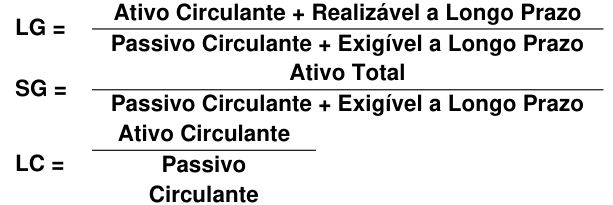 LG =
Ativo Circulante + Realizável a Longo Prazo
Passivo Circulante + Exigível a Longo Prazo
SG =
Ativo Total
Passivo Circulante + Exigível a Longo Prazo
LC =
Ativo Circulante
Passivo
Circulante